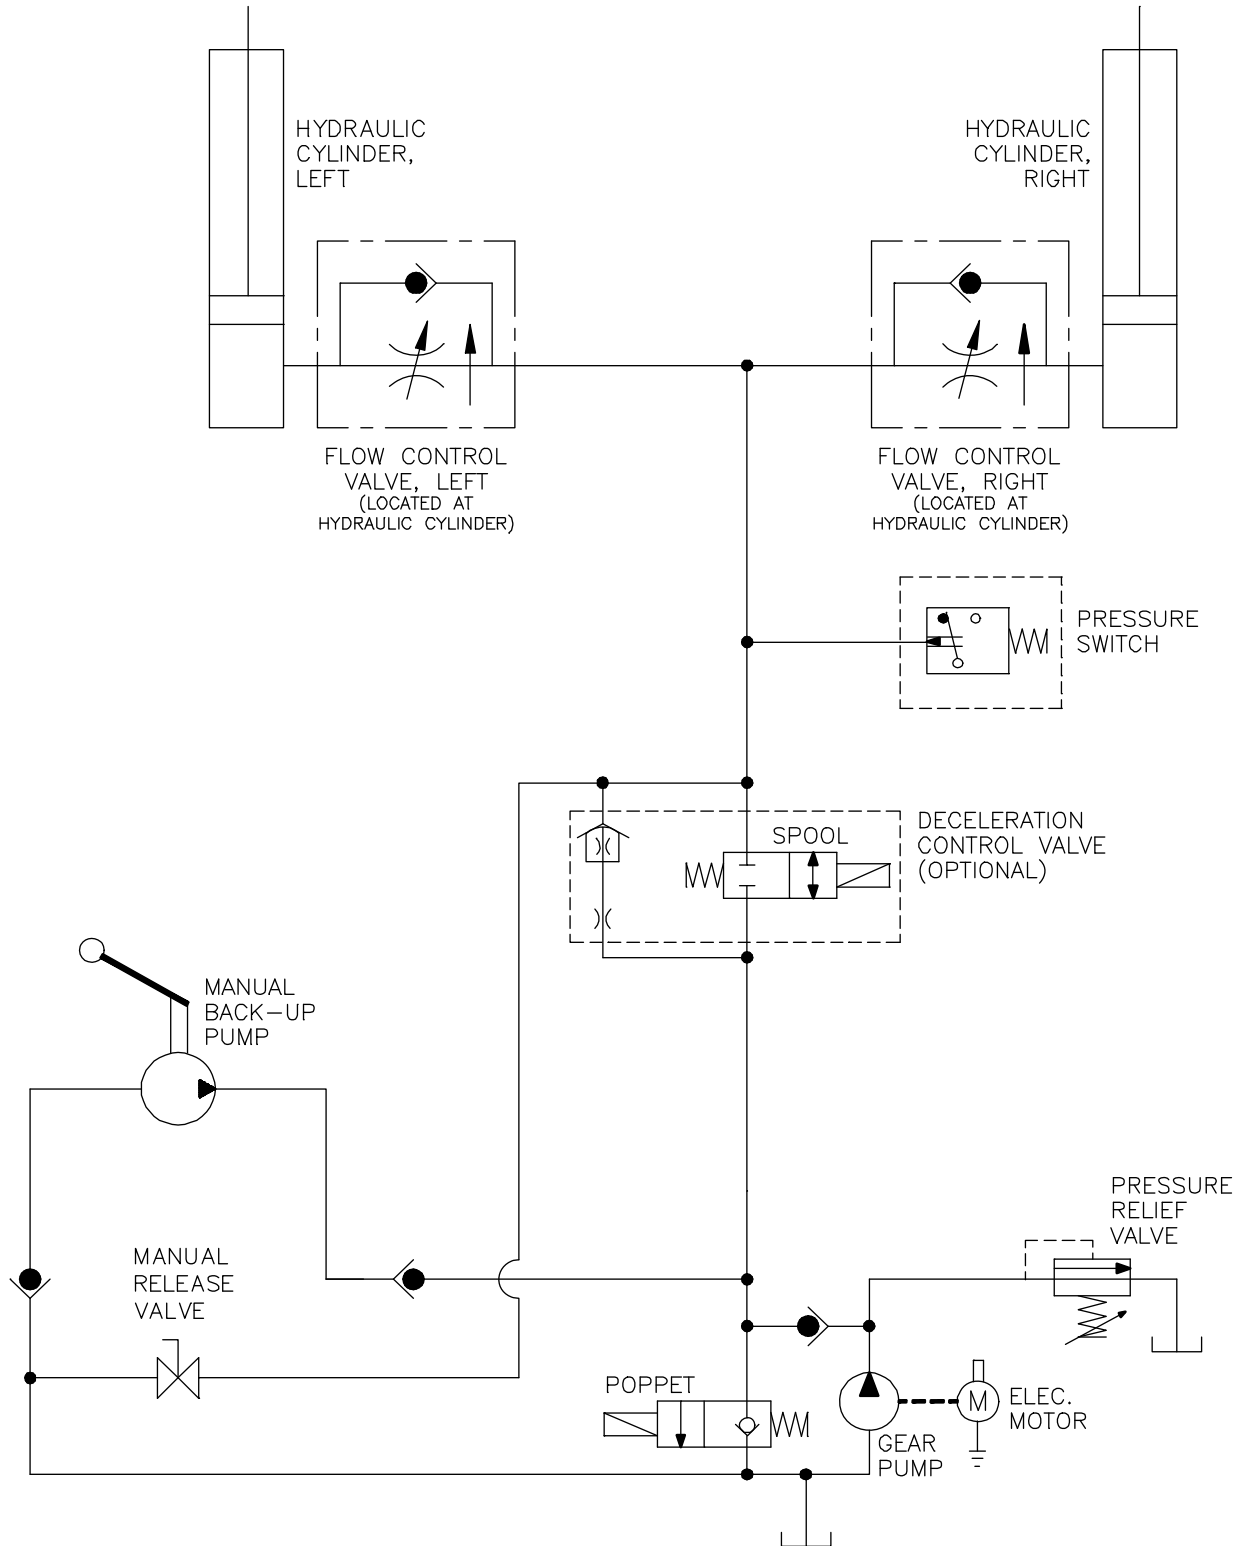 HYDRAULIC
CYLINDER,
LEFT
HYDRAULIC
CYLINDER,
RIGHT
FLOW CONTROL
VALVE, LEFT
(LOCATED AT
HYDRAULIC CYLINDER)
FLOW CONTROL
VALVE, RIGHT
(LOCATED AT
HYDRAULIC CYLINDER)
PRESSURE
SWITCH
SPOOL
DECELERATION
CONTROL VALVE
(OPTIONAL)
MANUAL
BACK-UP
PUMP
PRESSURE
RELIEF
VALVE
MANUAL
RELEASE
VALVE
POPPET
M
ELEC.
MOTOR
GEAR
PUMP